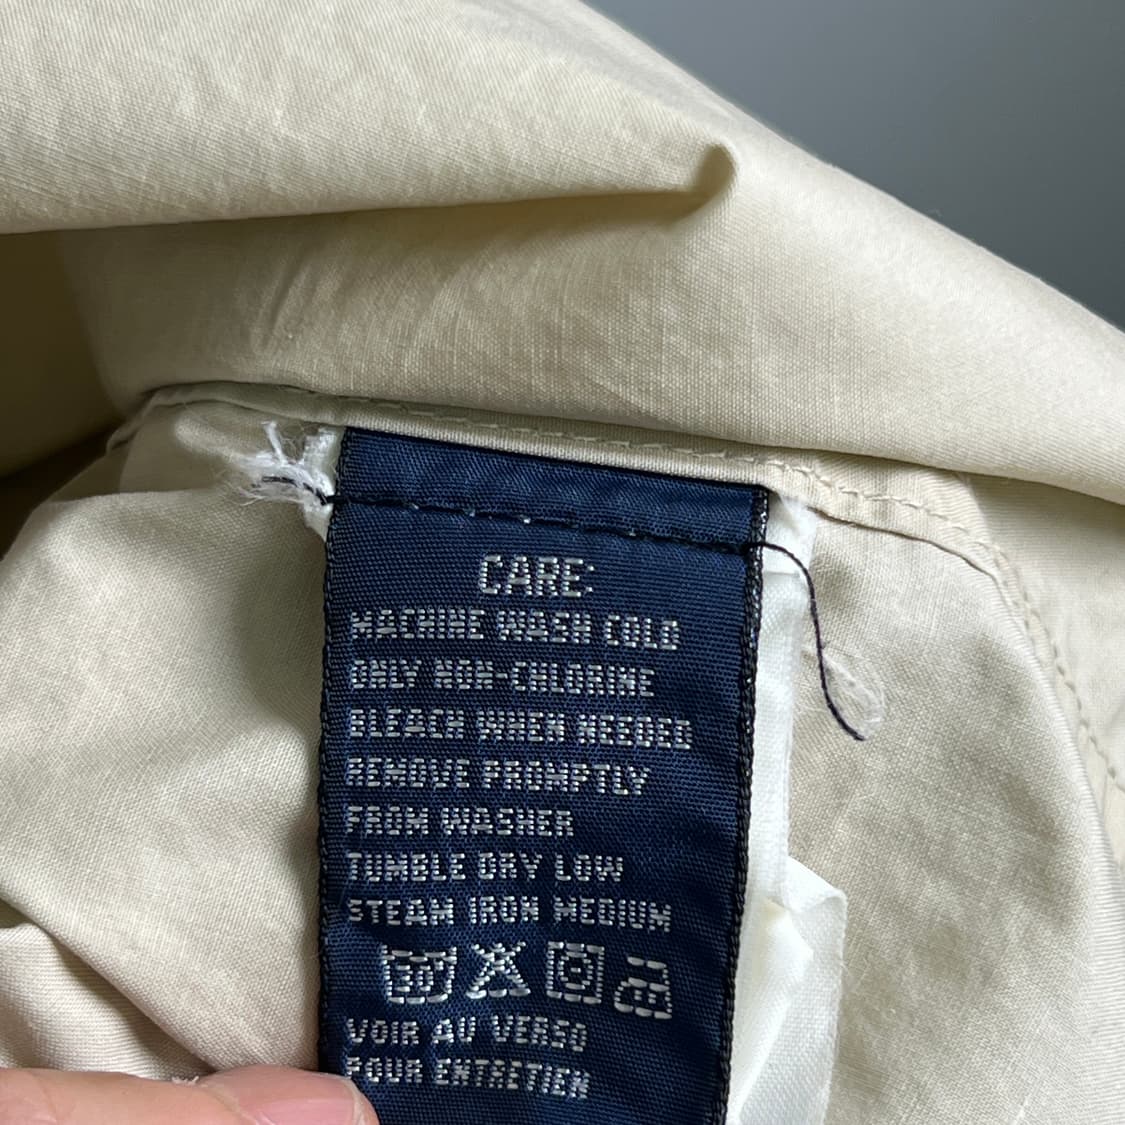 CARE:
MACHINE WASH COLD
ONLY NON-CHLORINE
BLEACH WHEN NEEDED
REMOVE PROMPTLY
FROM WASHER
TUMBLE DRY LOW
STEAM IRON MEDIUM
30
VOIR AU VERSO
POUR ENTRETIEN